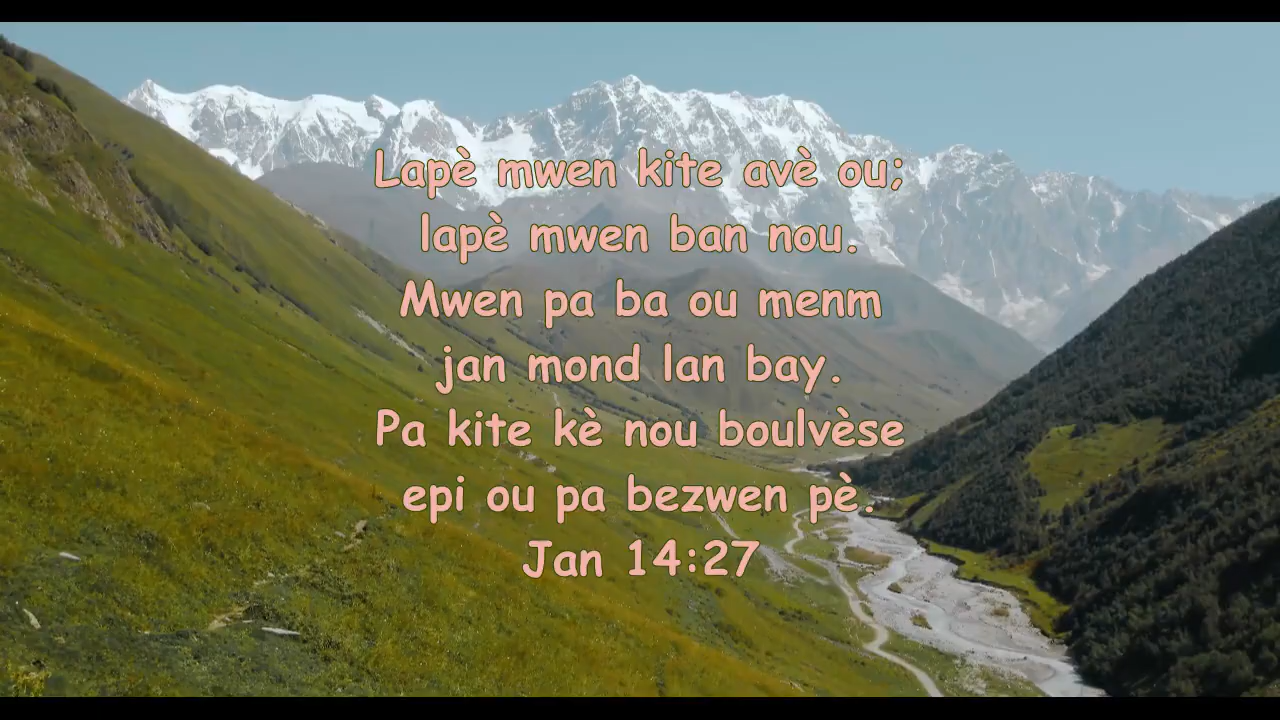 Lapè mwen kite avè ou;
lapè mwen ban nou.
Mwen pa ba ou menm
jan mond lan bay.
Pa kite kè nou boulvèse
epi ou pa bezwen pè.
Jan 14:27